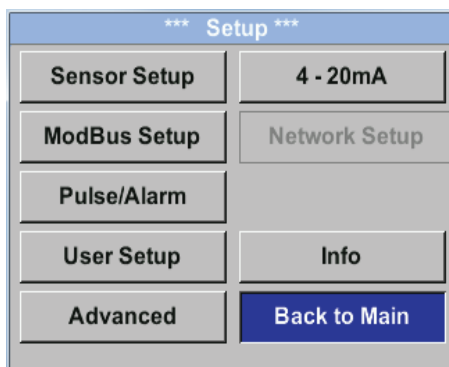 *** Setup ***
Sensor Setup
4 - 20mA
ModBus Setup
Network Setup
Pulse/Alarm
User Setup
Info
Advanced
Back to Main